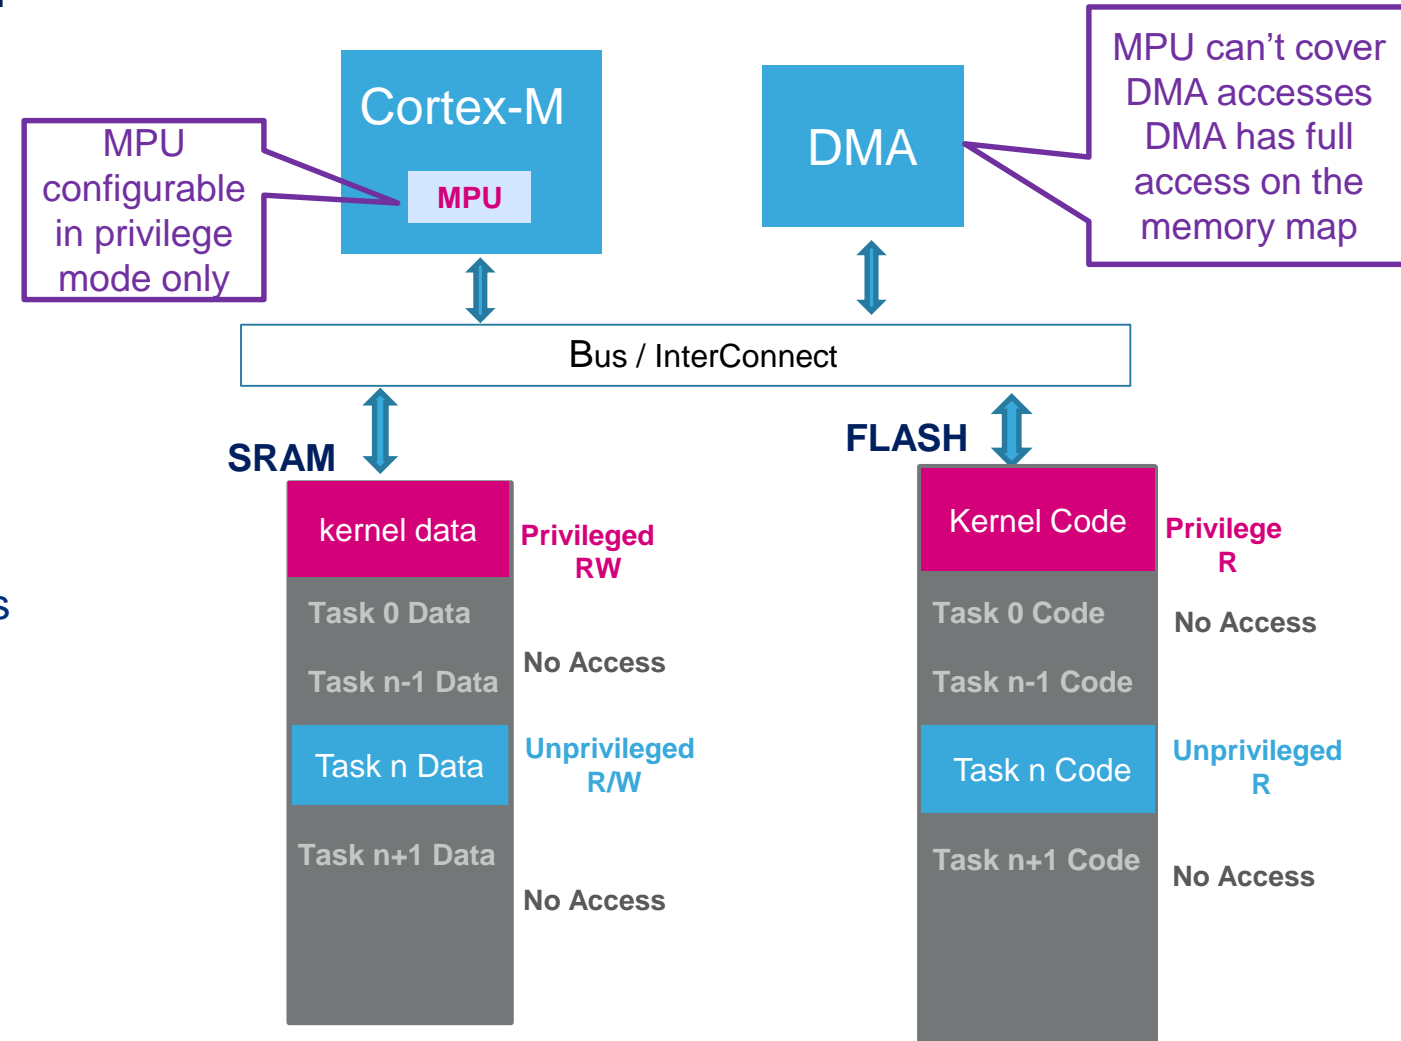 Cortex-M
MPU
MPU
configurable
in privilege
mode only
DMA
MPU can’t cover
DMA accesses
DMA has full
access on the
memory map
Bus / InterConnect
SRAM
kernel data
Privileged
RW
Task 0 Data
No Access
Task n-1 Data
Task n Data
Unprivileged
R/W
Task n+1 Data
No Access
FLASH
Kernel Code
Privilege
R
Task 0 Code
No Access
Task n-1 Code
Task n Code
Unprivileged
R
Task n+1 Code
No Access
s